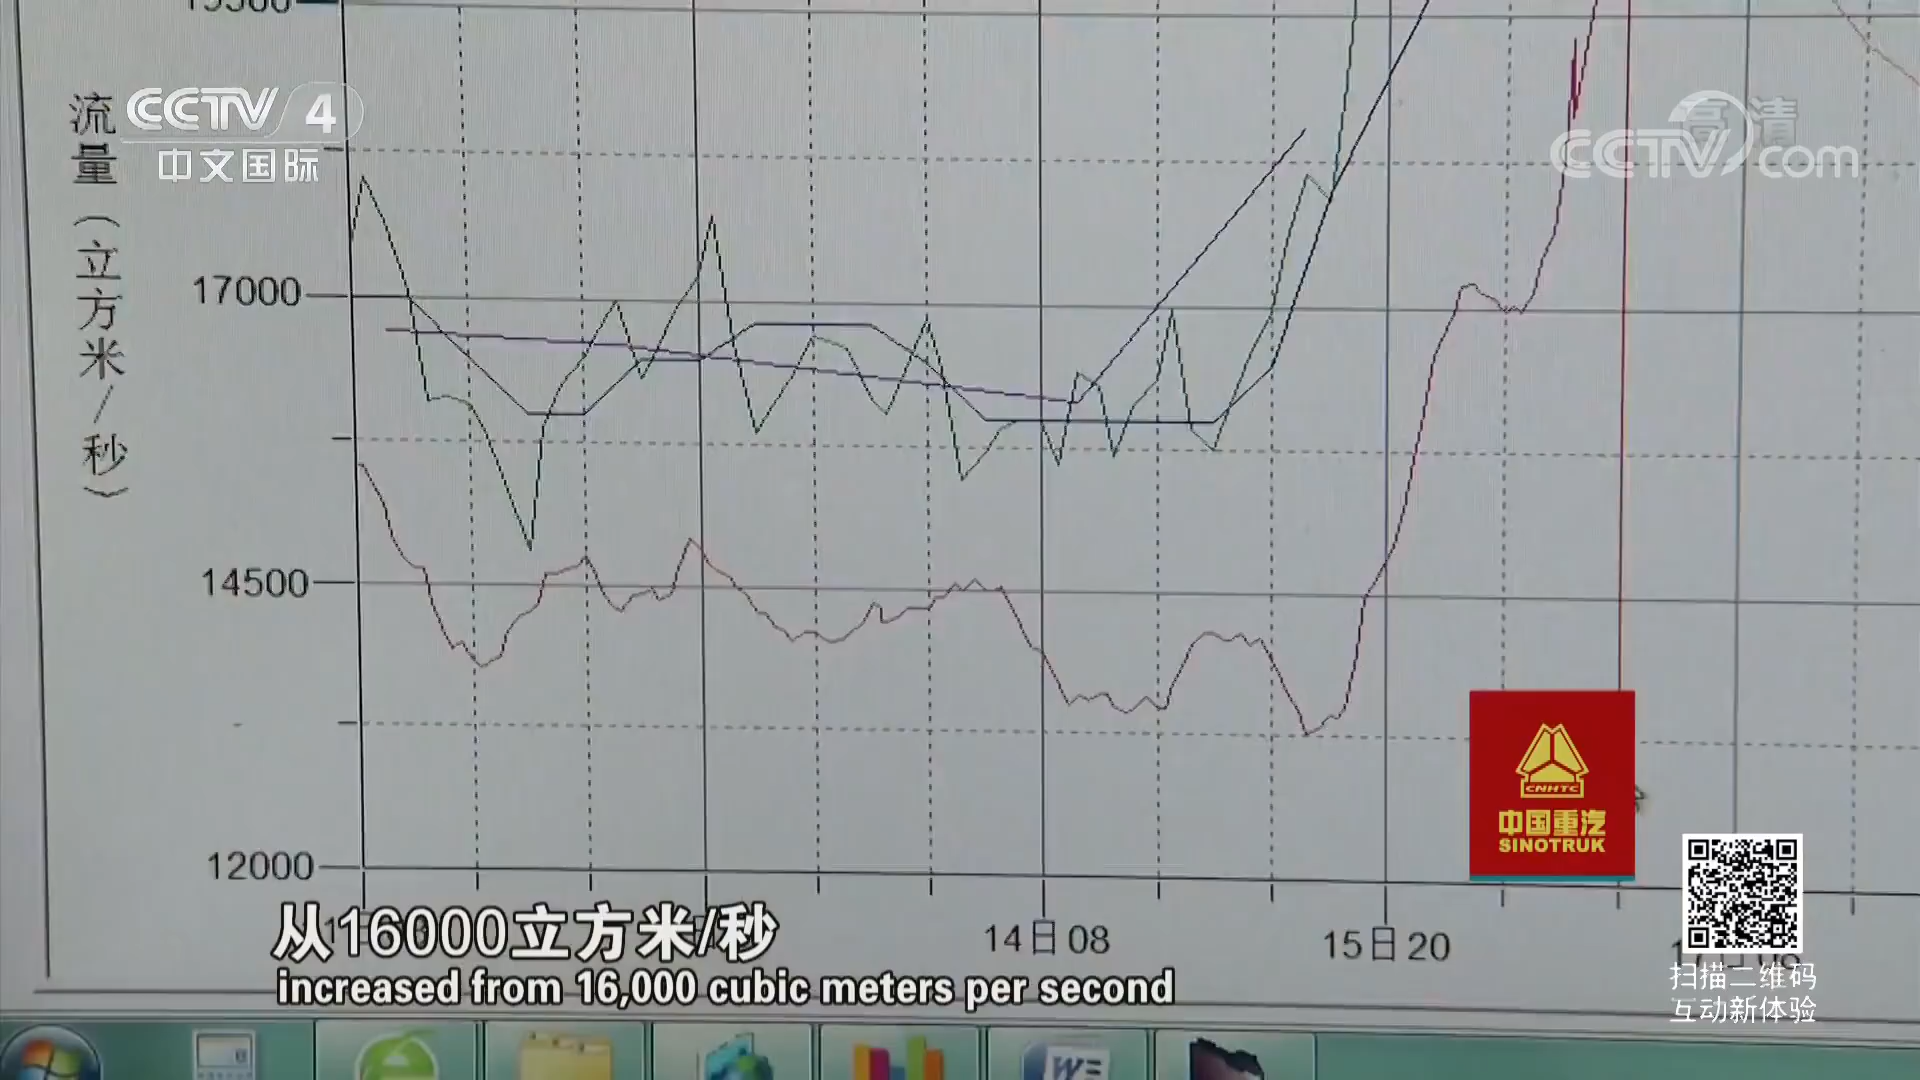 流量（立方米/秒）
CCTV 4
中文国际
高清
CCTV com
17000
14500
12000
14日08
15日20
CNHTC
中国重汽
SINOTRUK
从16000立方米/秒
increased from 16,000 cubic meters per second
扫描二维码
互动新体验